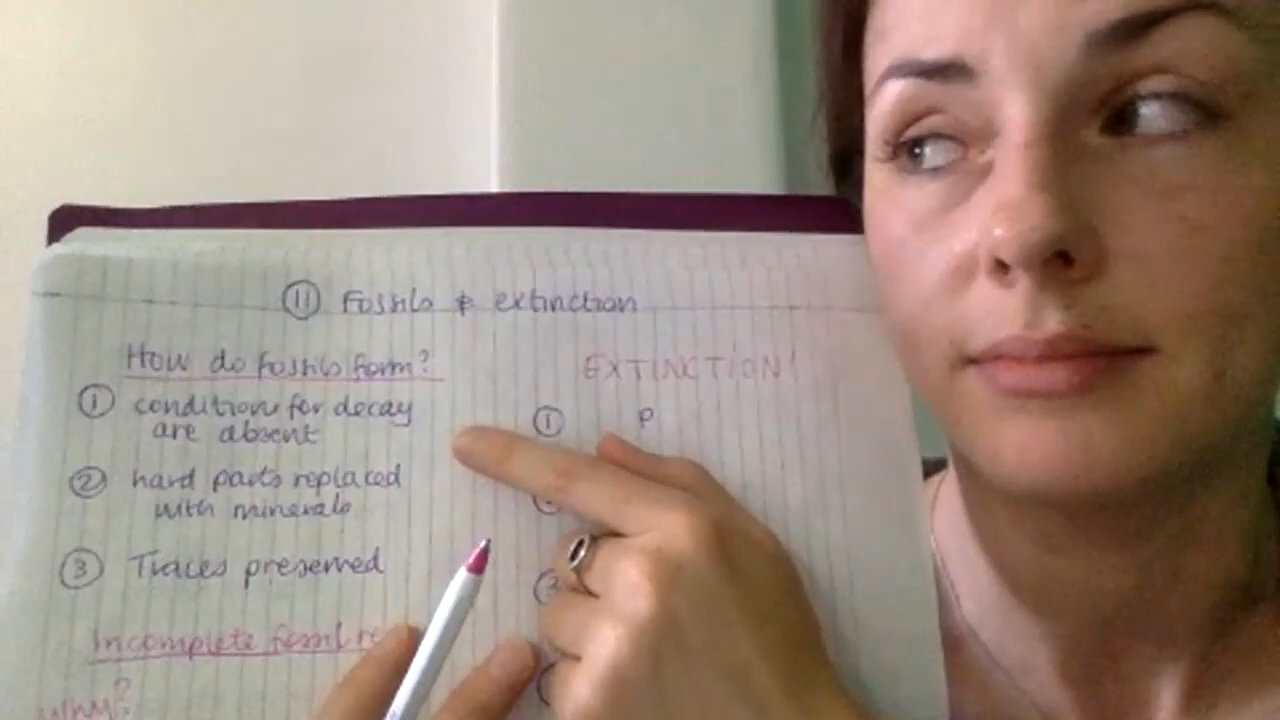 11 Fossils & extinction
How do fossils form?
1 conditions for decay
are absent
2 hard parts replaced
with minerals
3 Traces preserved
Incomplete fossil
why?
EXTINCTION!
1 P